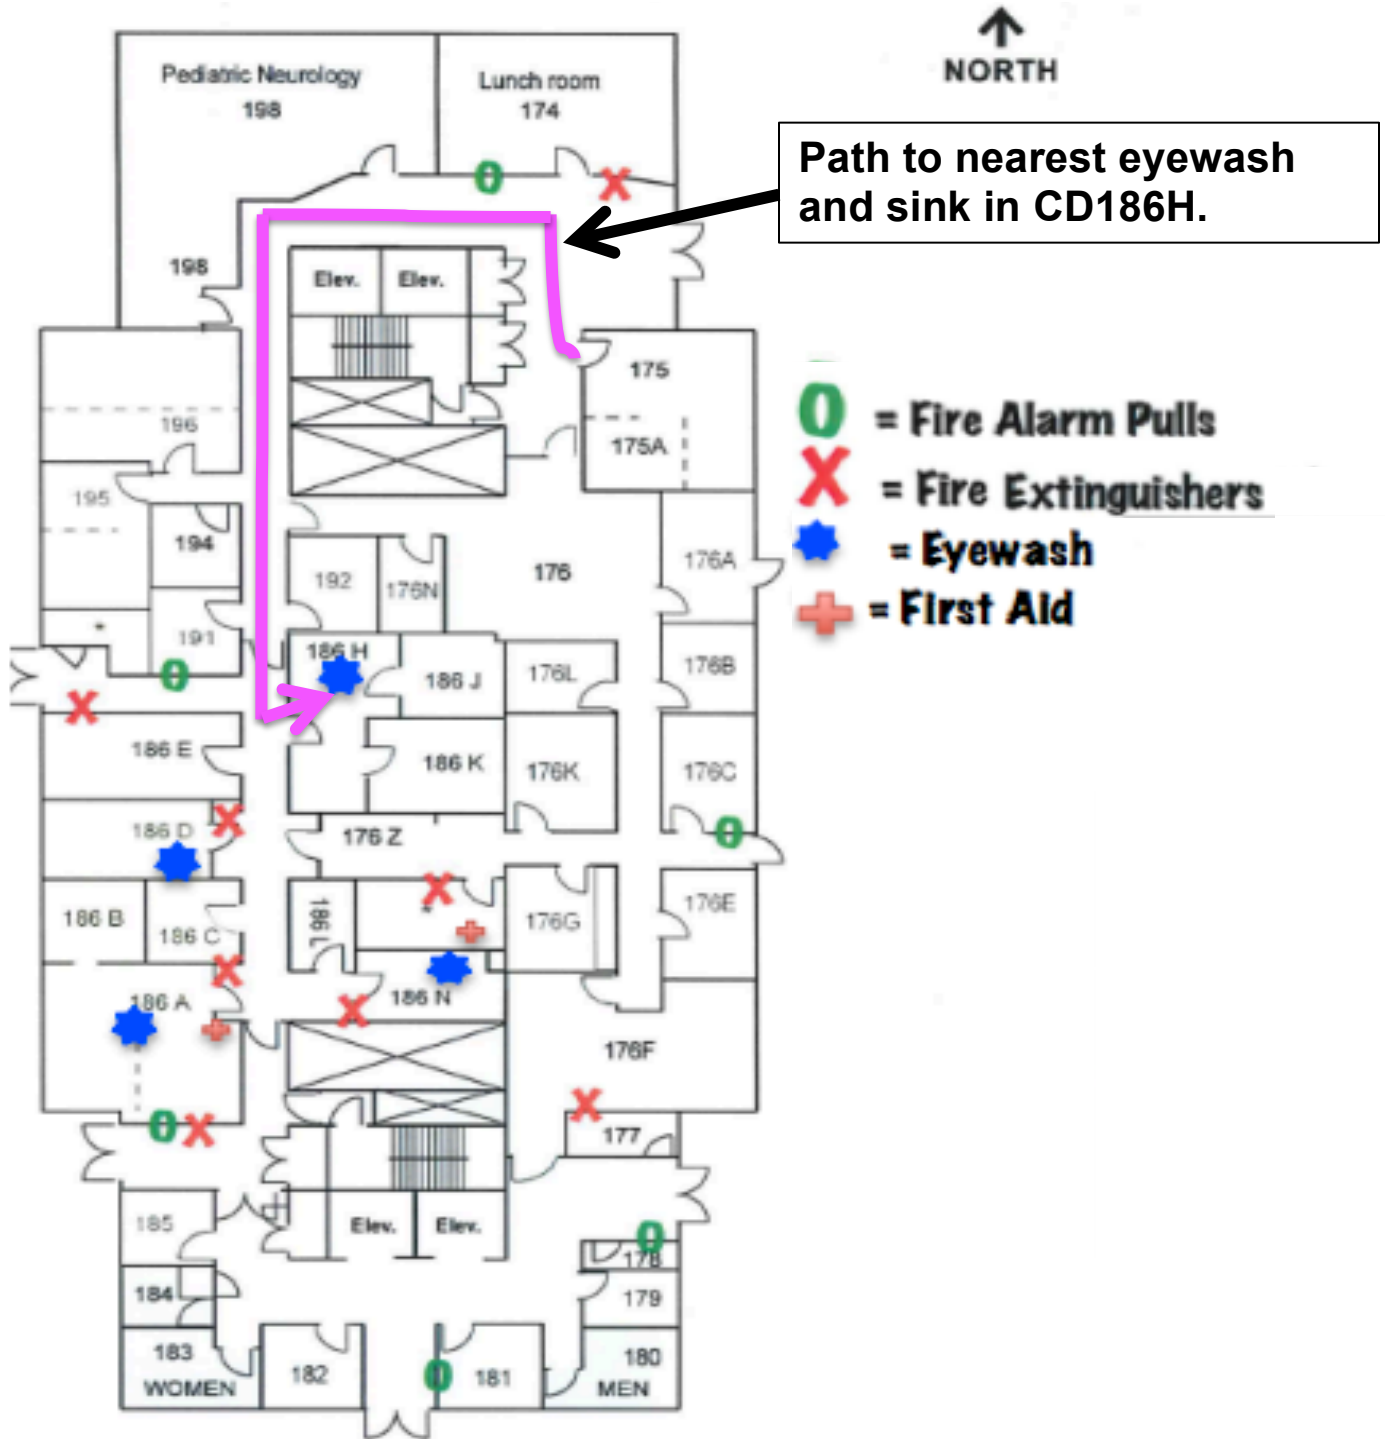 NORTH
Pediatric Neurology
198
Lunch room
174
Path to nearest eyewash
and sink in CD186H.
198
Elev.
Elev.
175
175A
196
195
194
191
192
176N
176
176A
176B
176C
176E
= Fire Alarm Pulls
= Fire Extinguishers
= Eyewash
= First Aid
*
186 H
186 J
176L
186 E
186 K
176K
186 D
176 Z
186 B
186 C
186 L
*
176G
186 A
186 N
176F
177
185
Elev.
Elev.
178
184
179
183
WOMEN
182
181
180
MEN